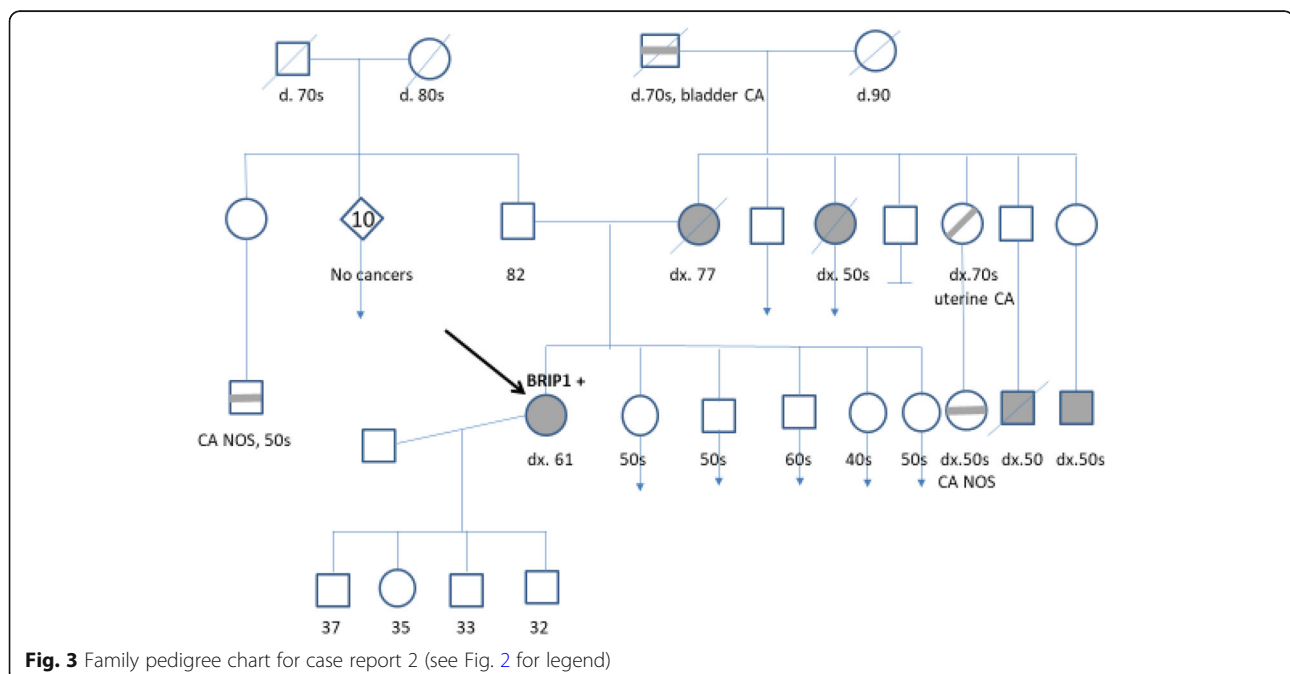 d. 70s d. 80s d.70s, bladder CA d.90
10
No cancers 82 dx. 77 dx. 50s dx.70s
uterine CA
BRIP1 +
CA NOS, 50s dx. 61 50s 50s 60s 40s 50s dx.50s dx.50 dx.50s
CA NOS
37 35 33 32
Fig. 3 Family pedigree chart for case report 2 (see Fig. 2 for legend)